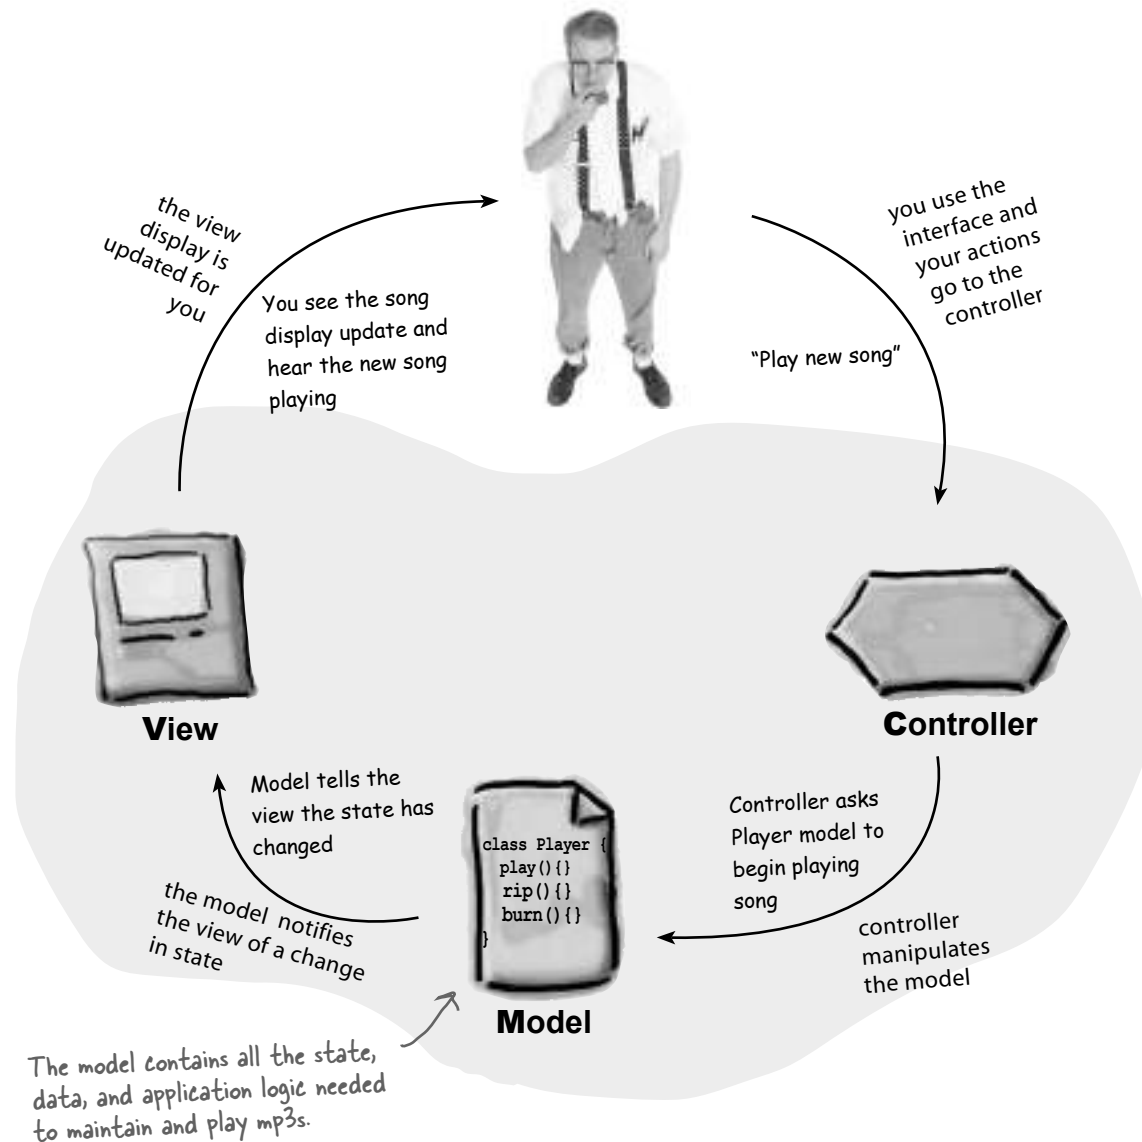 the view
display is
updated for
you
You see the song
display update and
hear the new song
playing
you use the
interface and
your actions
go to the
controller
“Play new song”
View
Controller
Model tells the
view the state has
changed
the model notifies
the view of a change
in state
class Player {
play(){}
rip(){}
burn(){}
}
Controller asks
Player model to
begin playing
song
controller
manipulates
the model
Model
The model contains all the state,
data, and application logic needed
to maintain and play mp3s.